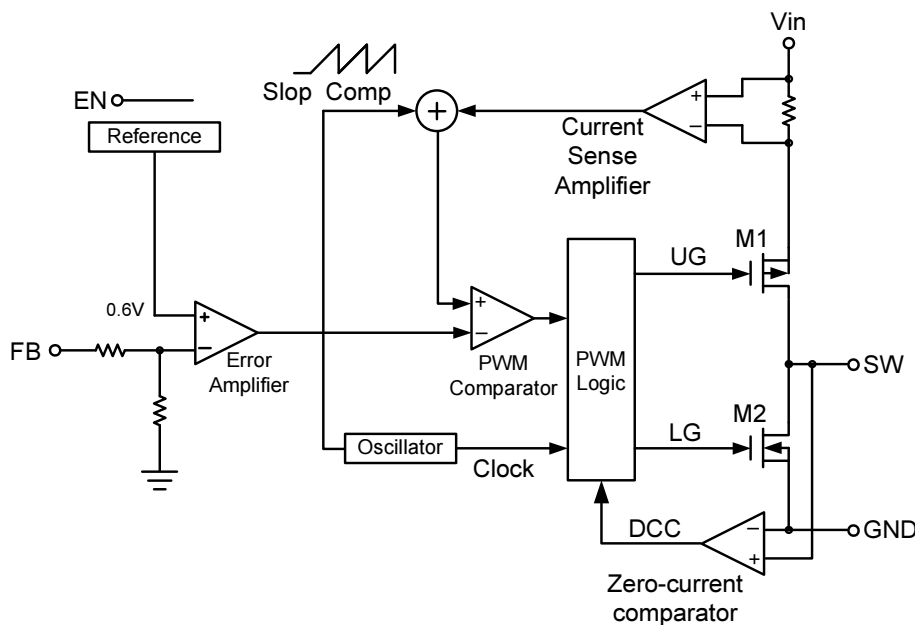 Vin
Slop Comp
EN
Reference
+
+
−
Current
Sense
Amplifier
M1
UG
0.6V
+
−
+
−
FB
Error
Amplifier
PWM
Comparator
PWM
Logic
SW
M2
LG
Oscillator
Clock
DCC
−
+
GND
Zero-current
comparator